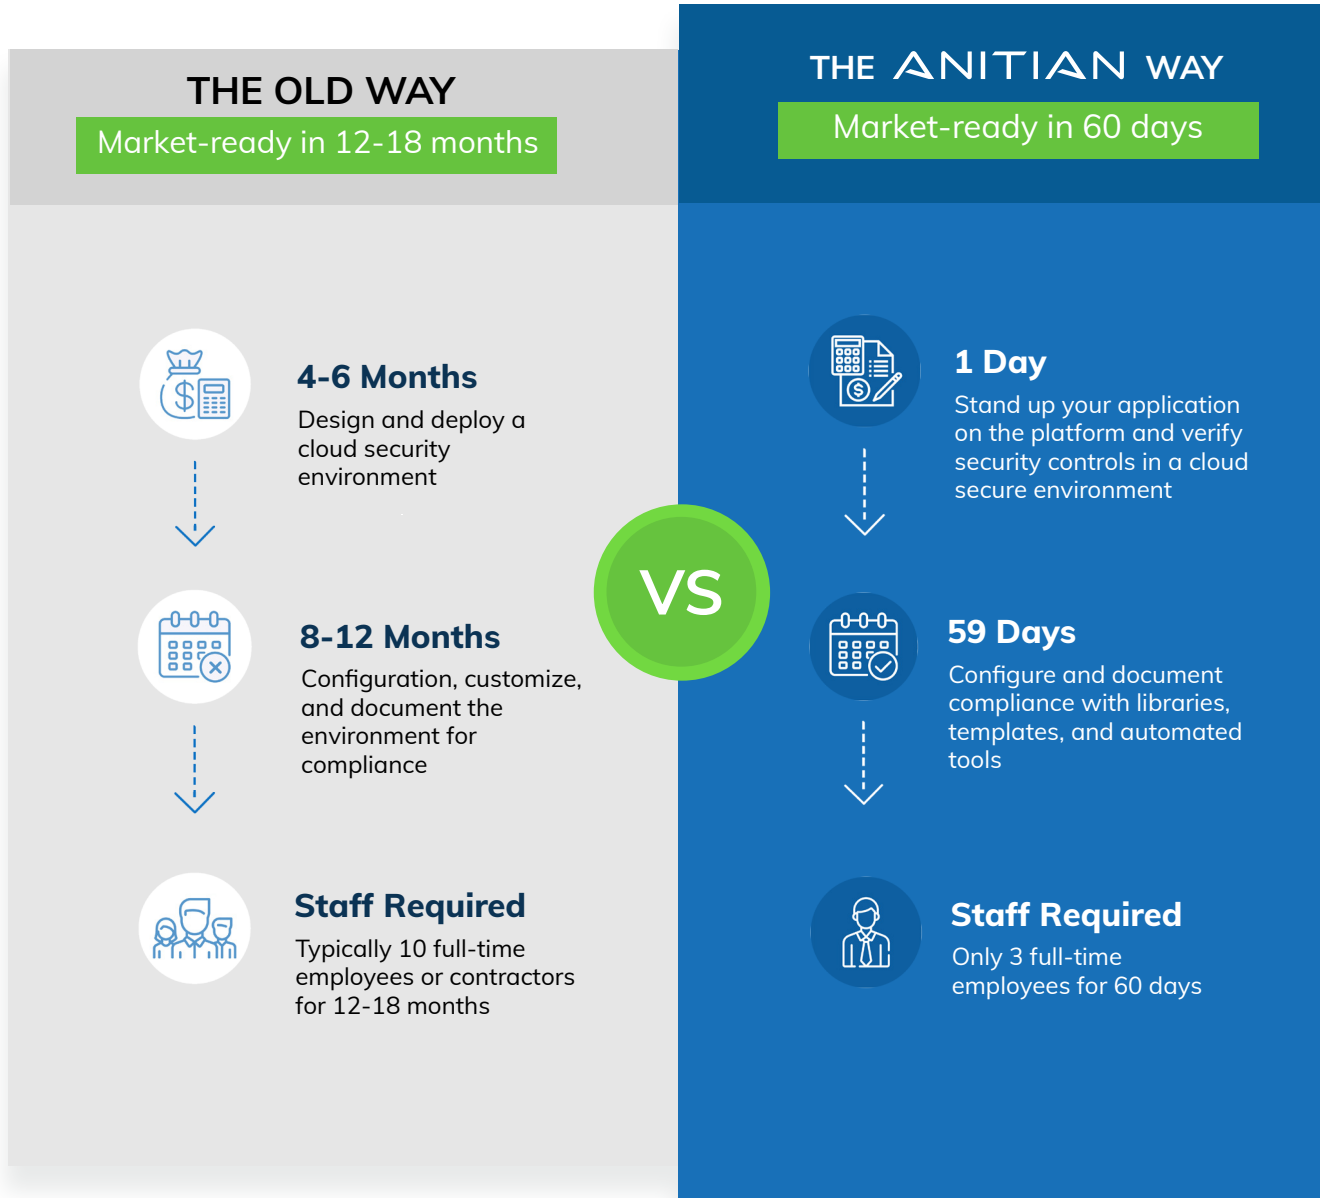 THE OLD WAY
Market-ready in 12-18 months
4-6 Months
Design and deploy a
cloud security
environment
8-12 Months
Configuration, customize,
and document the
environment for
compliance
Staff Required
Typically 10 full-time
employees or contractors
for 12-18 months
VS
THE ANITIAN WAY
Market-ready in 60 days
1 Day
Stand up your application
on the platform and verify
security controls in a cloud
secure environment
59 Days
Configure and document
compliance with libraries,
templates, and automated
tools
Staff Required
Only 3 full-time
employees for 60 days